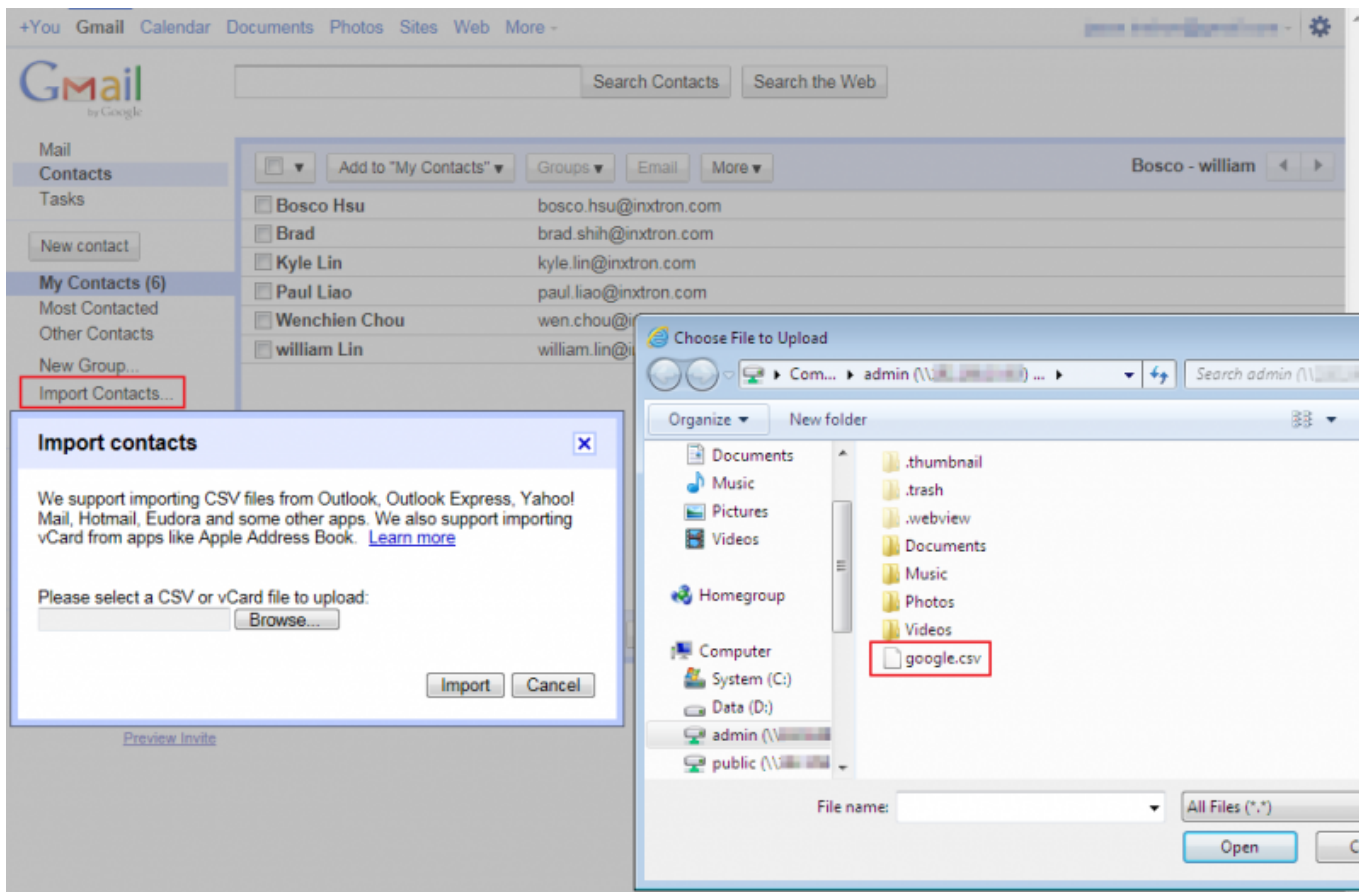 +You Gmail Calendar Documents Photos Sites Web More -
Gmail
by Google
Search Contacts Search the Web
Mail
Contacts
Tasks
New contact
My Contacts (6)
Most Contacted
Other Contacts
New Group...
Import Contacts...
Add to "My Contacts" Groups Email More Bosco - william
Bosco Hsu bosco.hsu@inxtron.com
Brad brad.shih@inxtron.com
Kyle Lin kyle.lin@inxtron.com
Paul Liao paul.liao@inxtron.com
Wenchien Chou wen.chou@i
william Lin william.lin@i
Import contacts
We support importing CSV files from Outlook, Outlook Express, Yahoo!
Mail, Hotmail, Eudora and some other apps. We also support importing
vCard from apps like Apple Address Book. Learn more
Please select a CSV or vCard file to upload:
Browse...
Import Cancel
Preview Invite
Choose File to Upload
Com... admin (\\ ) ... Search admin (\\
Organize New folder
Documents
Music
Pictures
Videos
Homegroup
Computer
System (C:)
Data (D:)
admin (\\
public (\\
.thumbnail
.trash
.webview
Documents
Music
Photos
Videos
google.csv
File name: All Files (*.*)
Open C